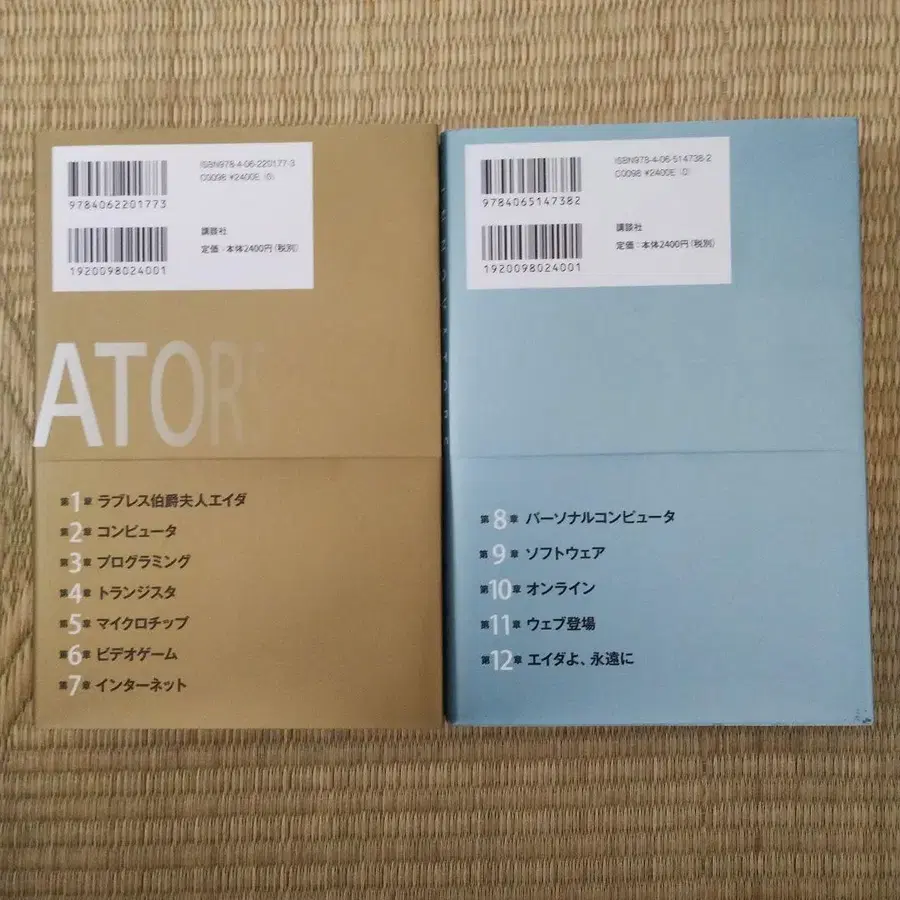 ISBN978-4-06-220177-3
C0098 ¥2400E (0)
9784062201773
講談社
定価:本体2400円(税別)
1920098024001
ATORS
第1章 ラブレス伯爵夫人エイダ
第2章 コンピュータ
第3章 プログラミング
第4章 トランジスタ
第5章 マイクロチップ
第6章 ビデオゲーム
第7章 インターネット
ISBN978-4-06-514738-2
C0098 ¥2400E (0)
9784065147382
講談社
定価:本体2400円(税別)
1920098024001
第8章 パーソナルコンピュータ
第9章 ソフトウェア
第10章 オンライン
第11章 ウェブ登場
第12章 エイダよ、永遠に